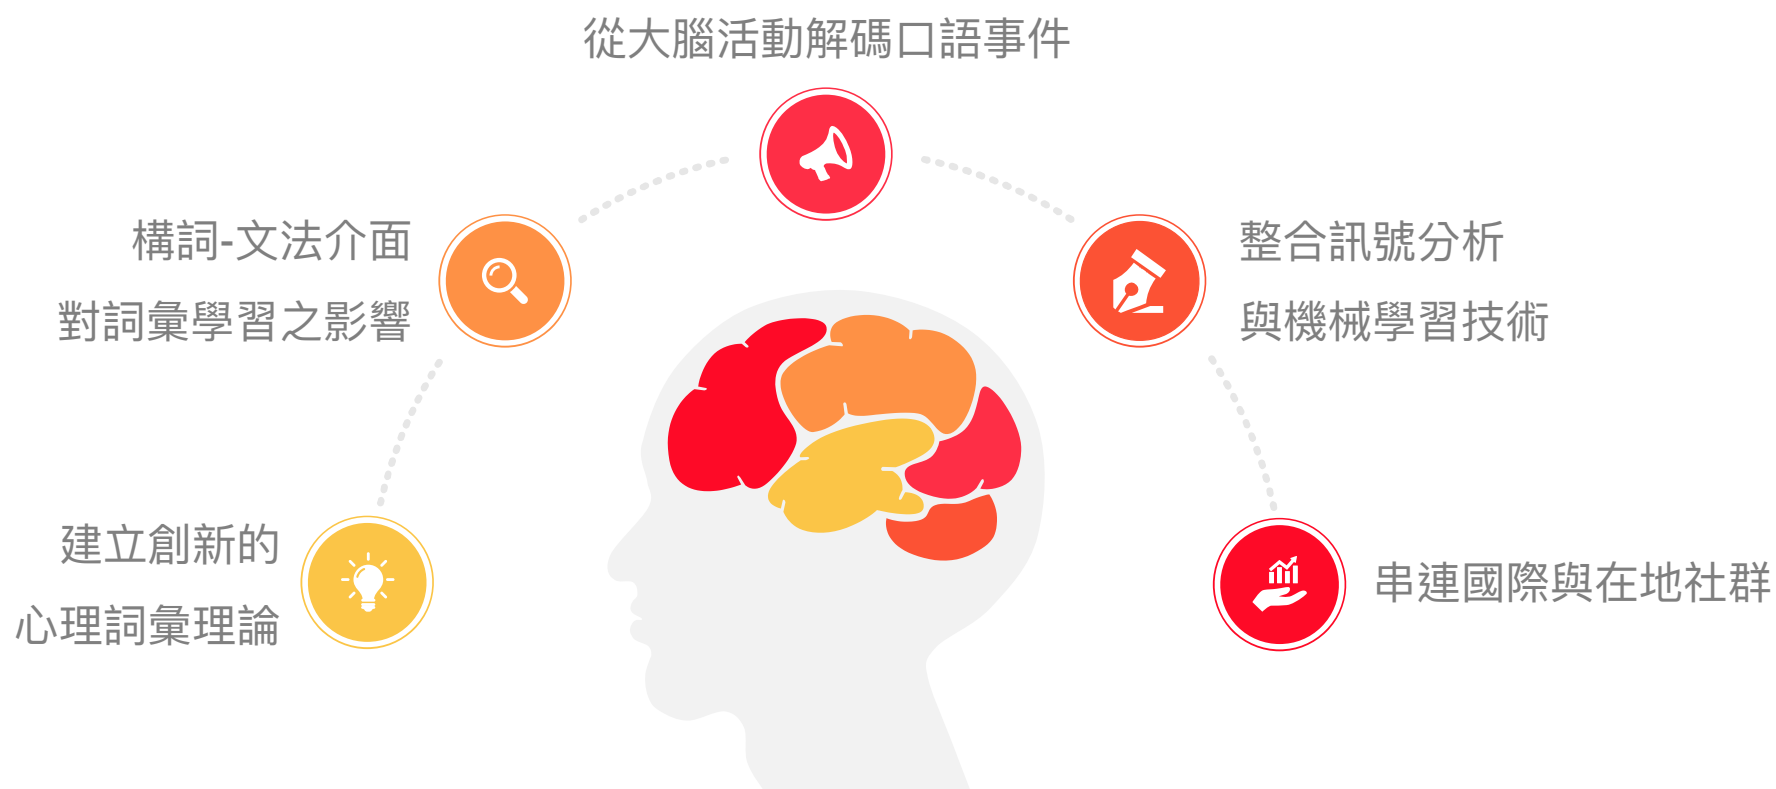 從大腦活動解碼口語事件
構詞-文法介面
對詞彙學習之影響
整合訊號分析
與機械學習技術
建立創新的
心理詞彙理論
串連國際與在地社群